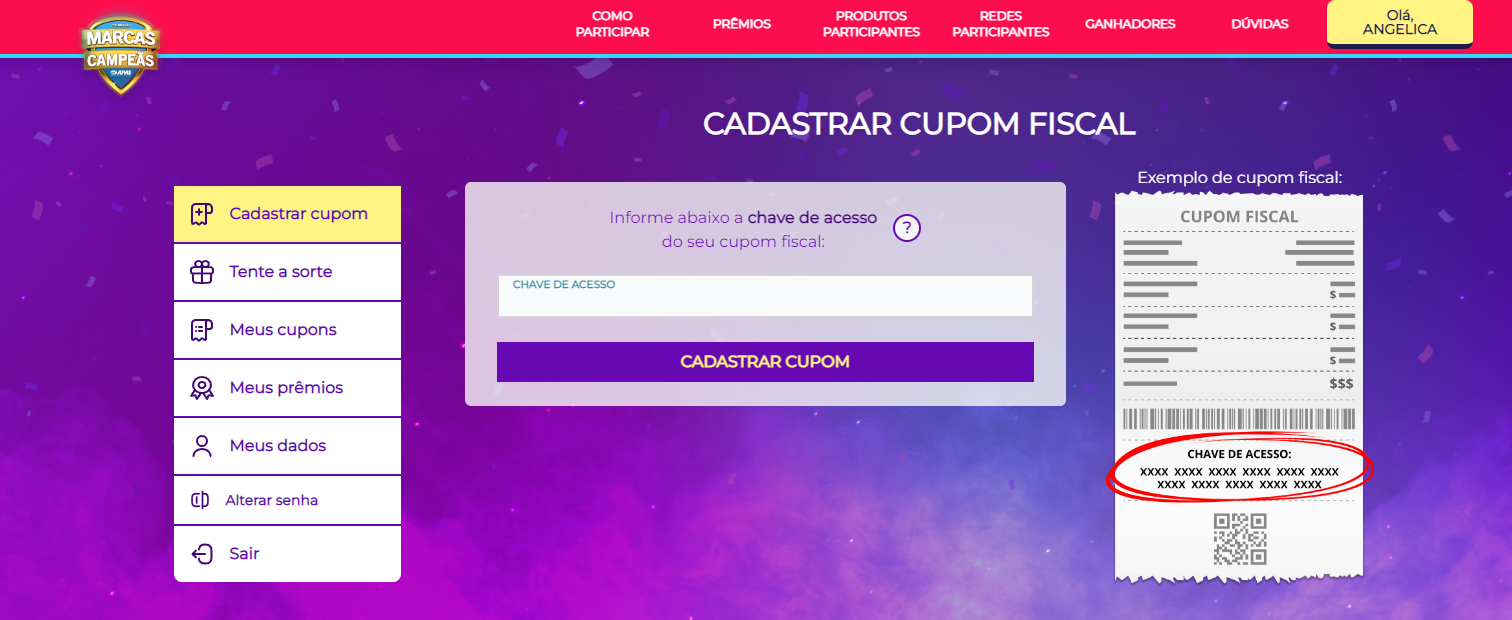 MARCAS
CAMPEÃS
COMO
PARTICIPAR
PRÊMIOS
PRODUTOS
PARTICIPANTES
REDES
PARTICIPANTES
GANHADORES
DÚVIDAS
Olá,
ANGELICA
CADASTRAR CUPOM FISCAL
Cadastrar cupom
Tente a sorte
Meus cupons
Meus prêmios
Meus dados
Alterar senha
Sair
Informe abaixo a chave de acesso
do seu cupom fiscal:
?
CHAVE DE ACESSO
CADASTRAR CUPOM
Exemplo de cupom fiscal:
CUPOM FISCAL
$
$
$
$$$
CHAVE DE ACESSO:
XXXX XXXX XXXX XXXX XXXX XXXX
XXXX XXXX XXXX XXXX XXXX